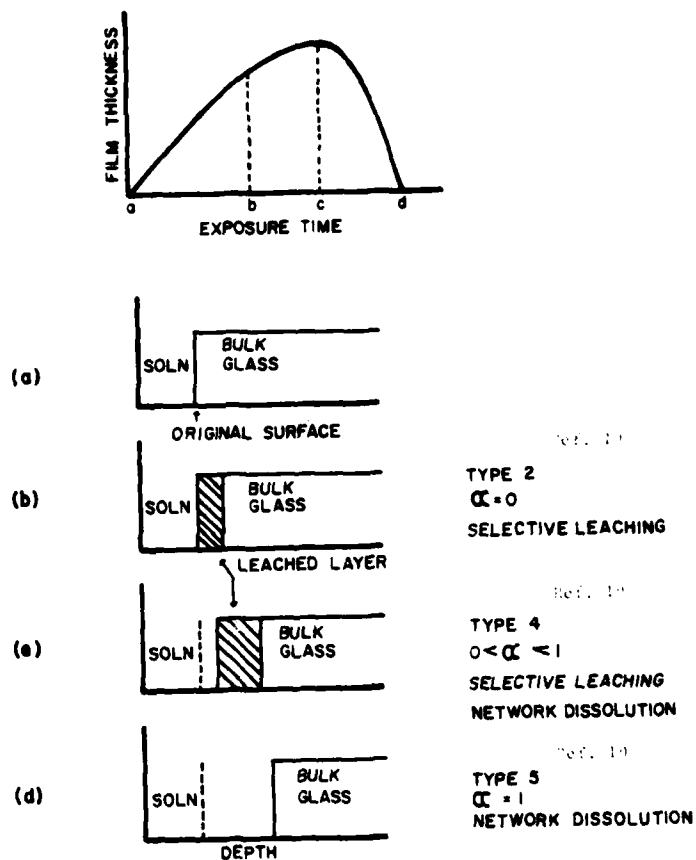 FILM THICKNESS
a
b
c
d
EXPOSURE TIME
(a)
SOLN
BULK
GLASS
ORIGINAL SURFACE
(b)
SOLN
BULK
GLASS
TYPE 2
α = 0
SELECTIVE LEACHING
LEACHED LAYER
Ref. 19
(e)
SOLN
BULK
GLASS
TYPE 4
0 < α < 1
SELECTIVE LEACHING
NETWORK DISSOLUTION
(d)
SOLN
BULK
GLASS
TYPE 5
α = 1
NETWORK DISSOLUTION
DEPTH